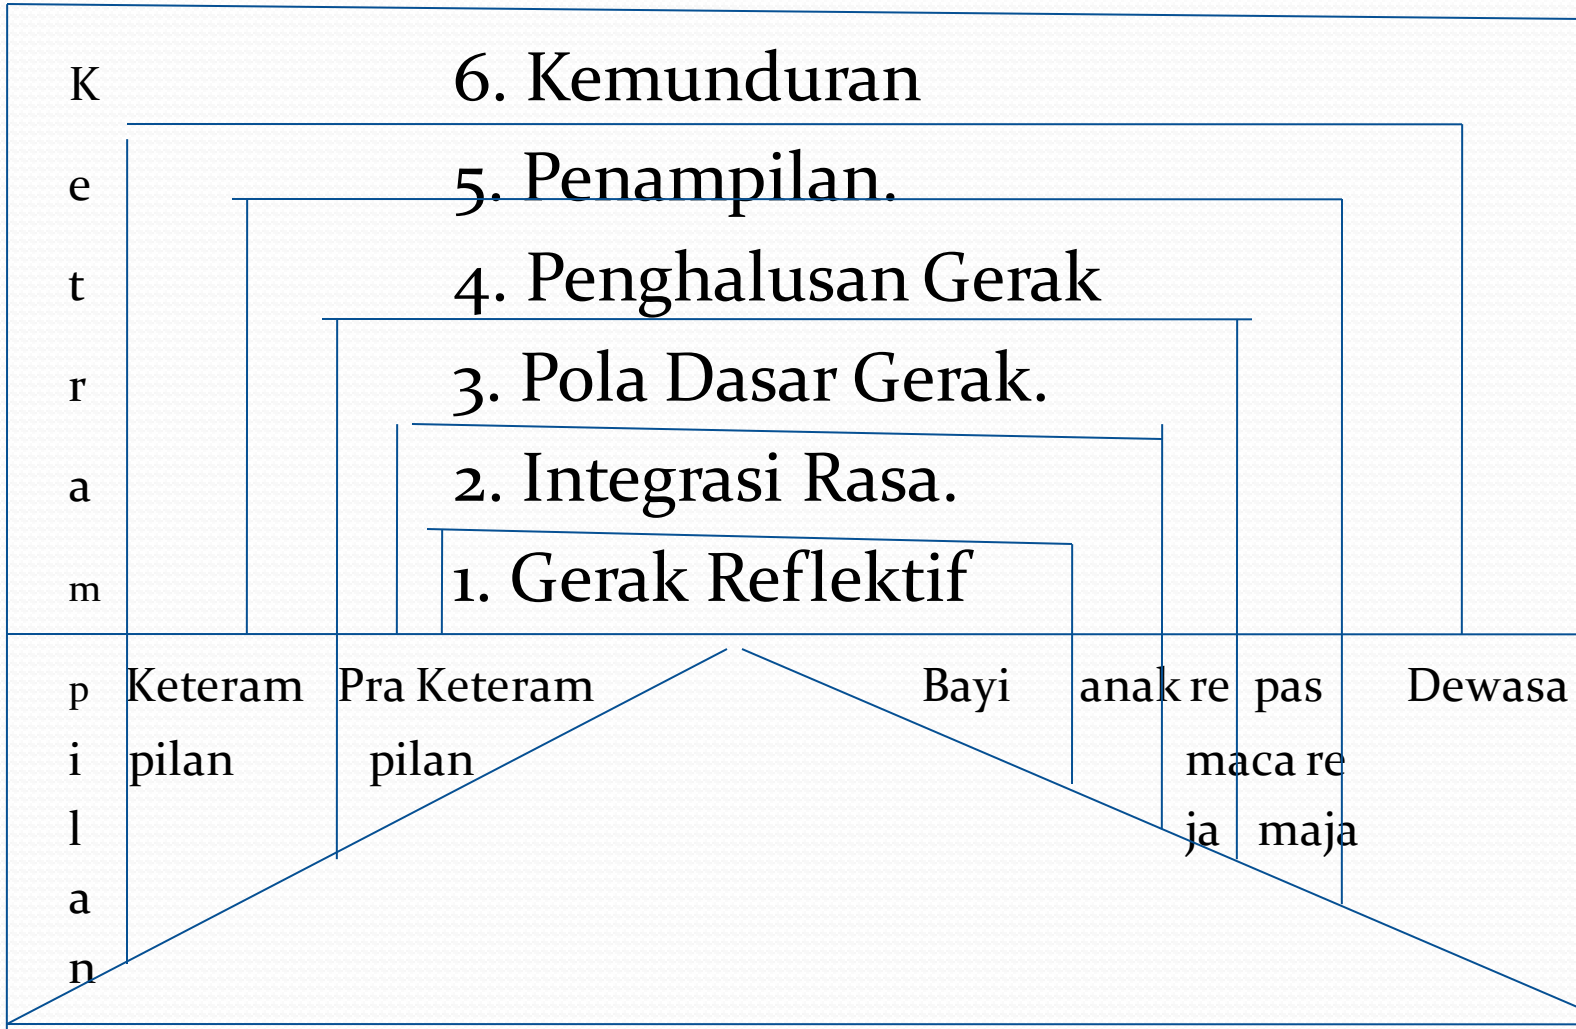 K 6. Kemunduran
e 5. Penampilan.
t 4. Penghalusan Gerak
r 3. Pola Dasar Gerak.
a 2. Integrasi Rasa.
m 1. Gerak Reflektif
p Keteram Pra Keteram Bayi anak re pas Dewasa
i pilan pilan maca re
l ja maja
a
n